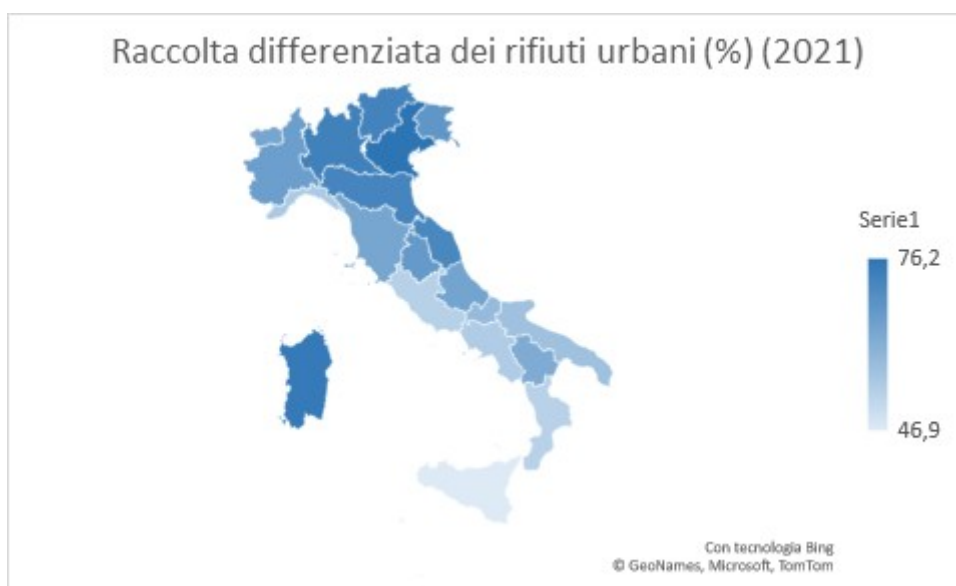 Raccolta differenziata dei rifiuti urbani (%) (2021)
Serie1
76,2
46,9
Con tecnologia Bing
© GeoNames, Microsoft, TomTom